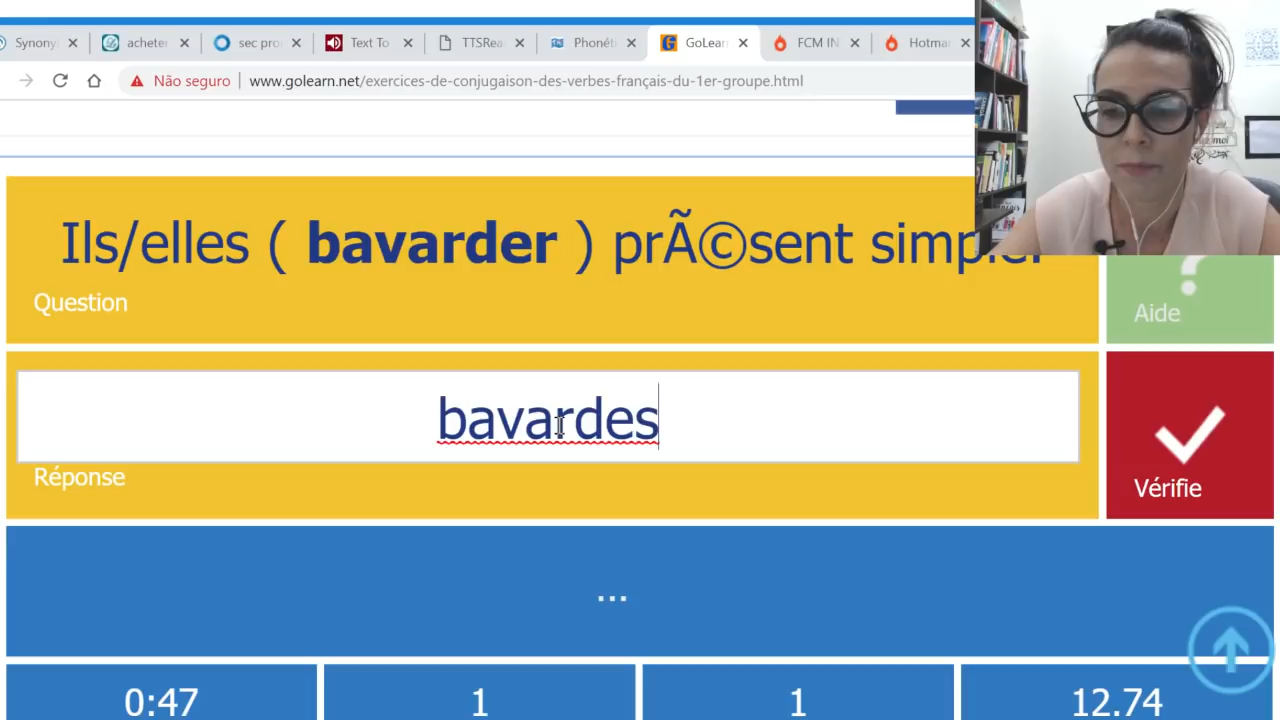 Synony
acheter
sec pro
Text To
TTSRea
Phonét
GoLearn
FCM IN
Hotmar
Não seguro
www.golearn.net/exercices-de-conjugaison-des-verbes-français-du-1er-groupe.html
Ils/elles ( bavarder ) prÃ©sent simple
Question
?
Aide
bavardes
Réponse
Vérifie
...
0:47
1
1
12.74